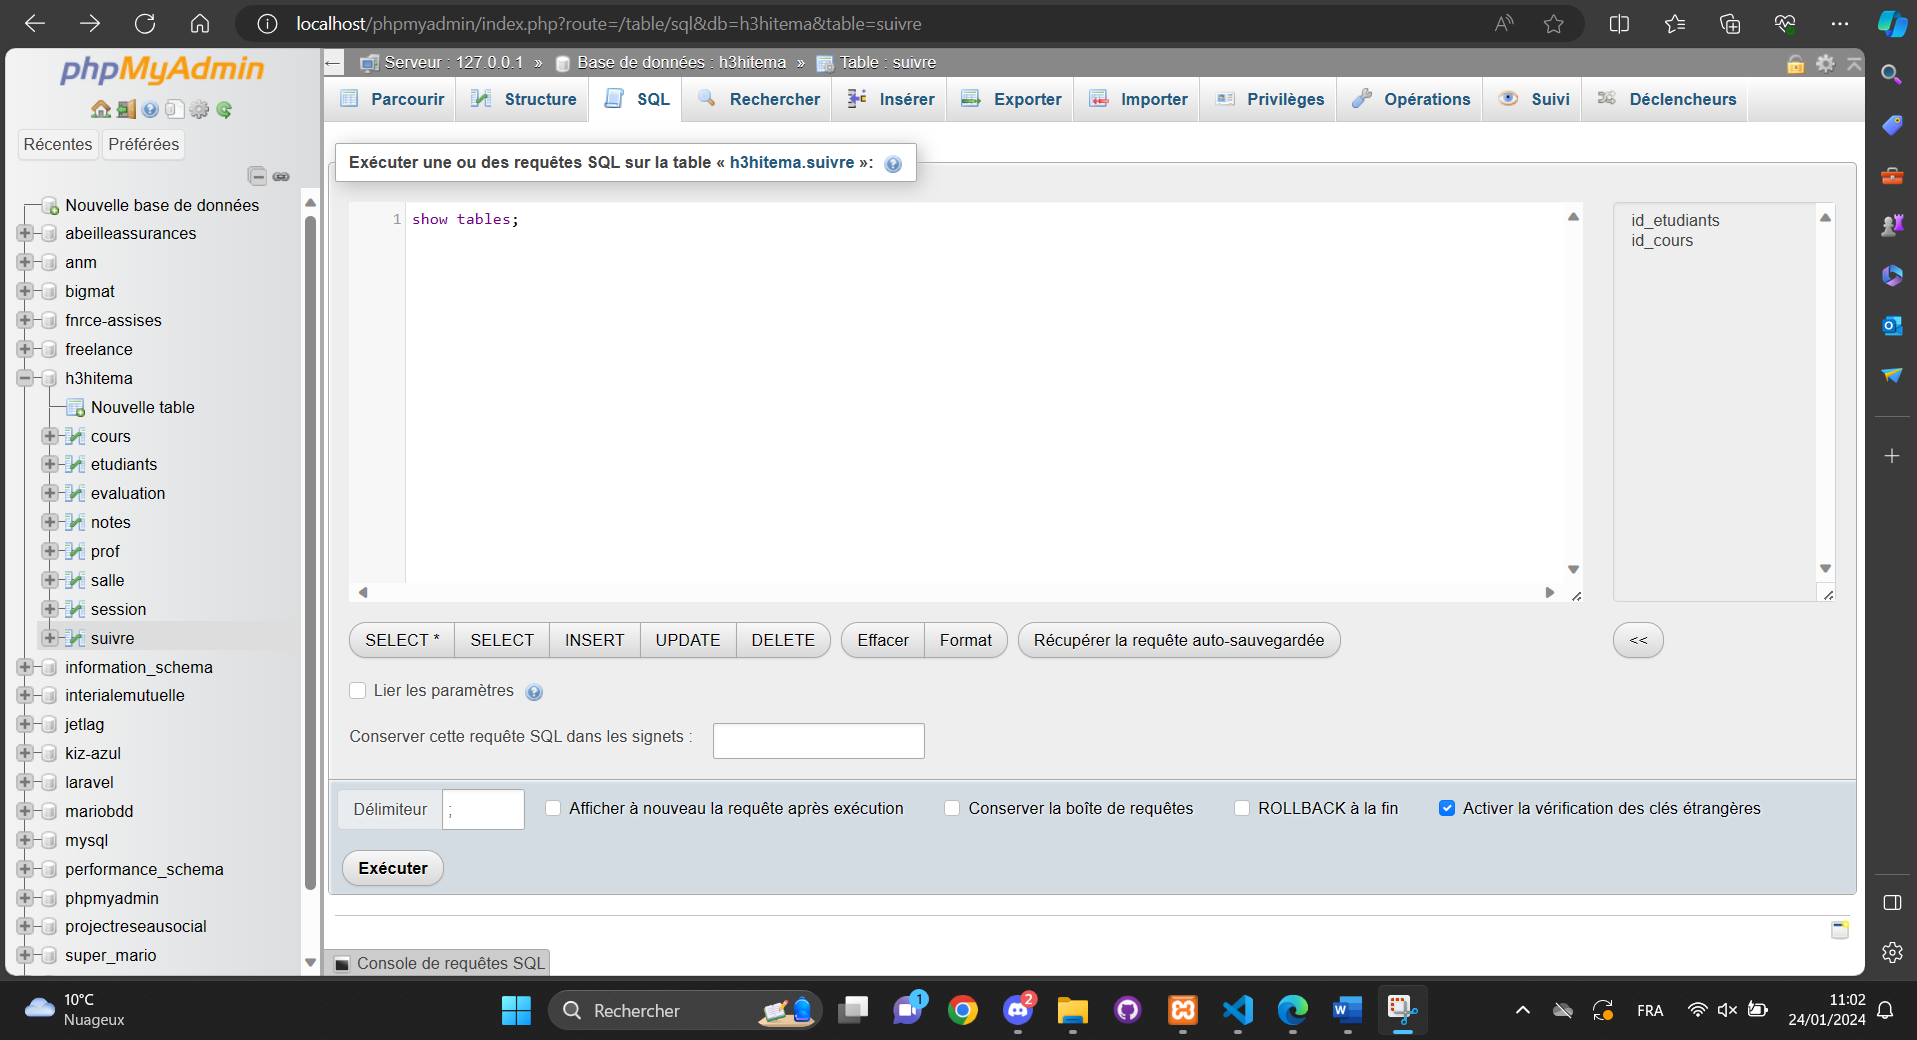 localhost/phpmyadmin/index.php?route=/table/sql&db=h3hitema&table=suivre
phpMyAdmin
Récentes
Préférées
Nouvelle base de données
abeilleassurances
anm
bigmat
fnrce-assises
freelance
h3hitema
Nouvelle table
cours
etudiants
evaluation
notes
prof
salle
session
suivre
information_schema
interialemutuelle
jetlag
kiz-azul
laravel
mariobdd
mysql
performance_schema
phpmyadmin
projectreseausocial
super_mario
Serveur : 127.0.0.1 » Base de données : h3hitema » Table : suivre
Parcourir Structure SQL Rechercher Insérer Exporter Importer Privilèges Opérations Suivi Déclencheurs
Exécuter une ou des requêtes SQL sur la table « h3hitema.suivre »:
1 show tables;
id_etudiants
id_cours
SELECT * SELECT INSERT UPDATE DELETE Effacer Format Récupérer la requête auto-sauvegardée <<
Lier les paramètres
Conserver cette requête SQL dans les signets :
Délimiteur ; Afficher à nouveau la requête après exécution Conserver la boîte de requêtes ROLLBACK à la fin Activer la vérification des clés étrangères
Exécuter
Console de requêtes SQL
10°C
Nuageux
Rechercher
1
2
FRA
11:02
24/01/2024